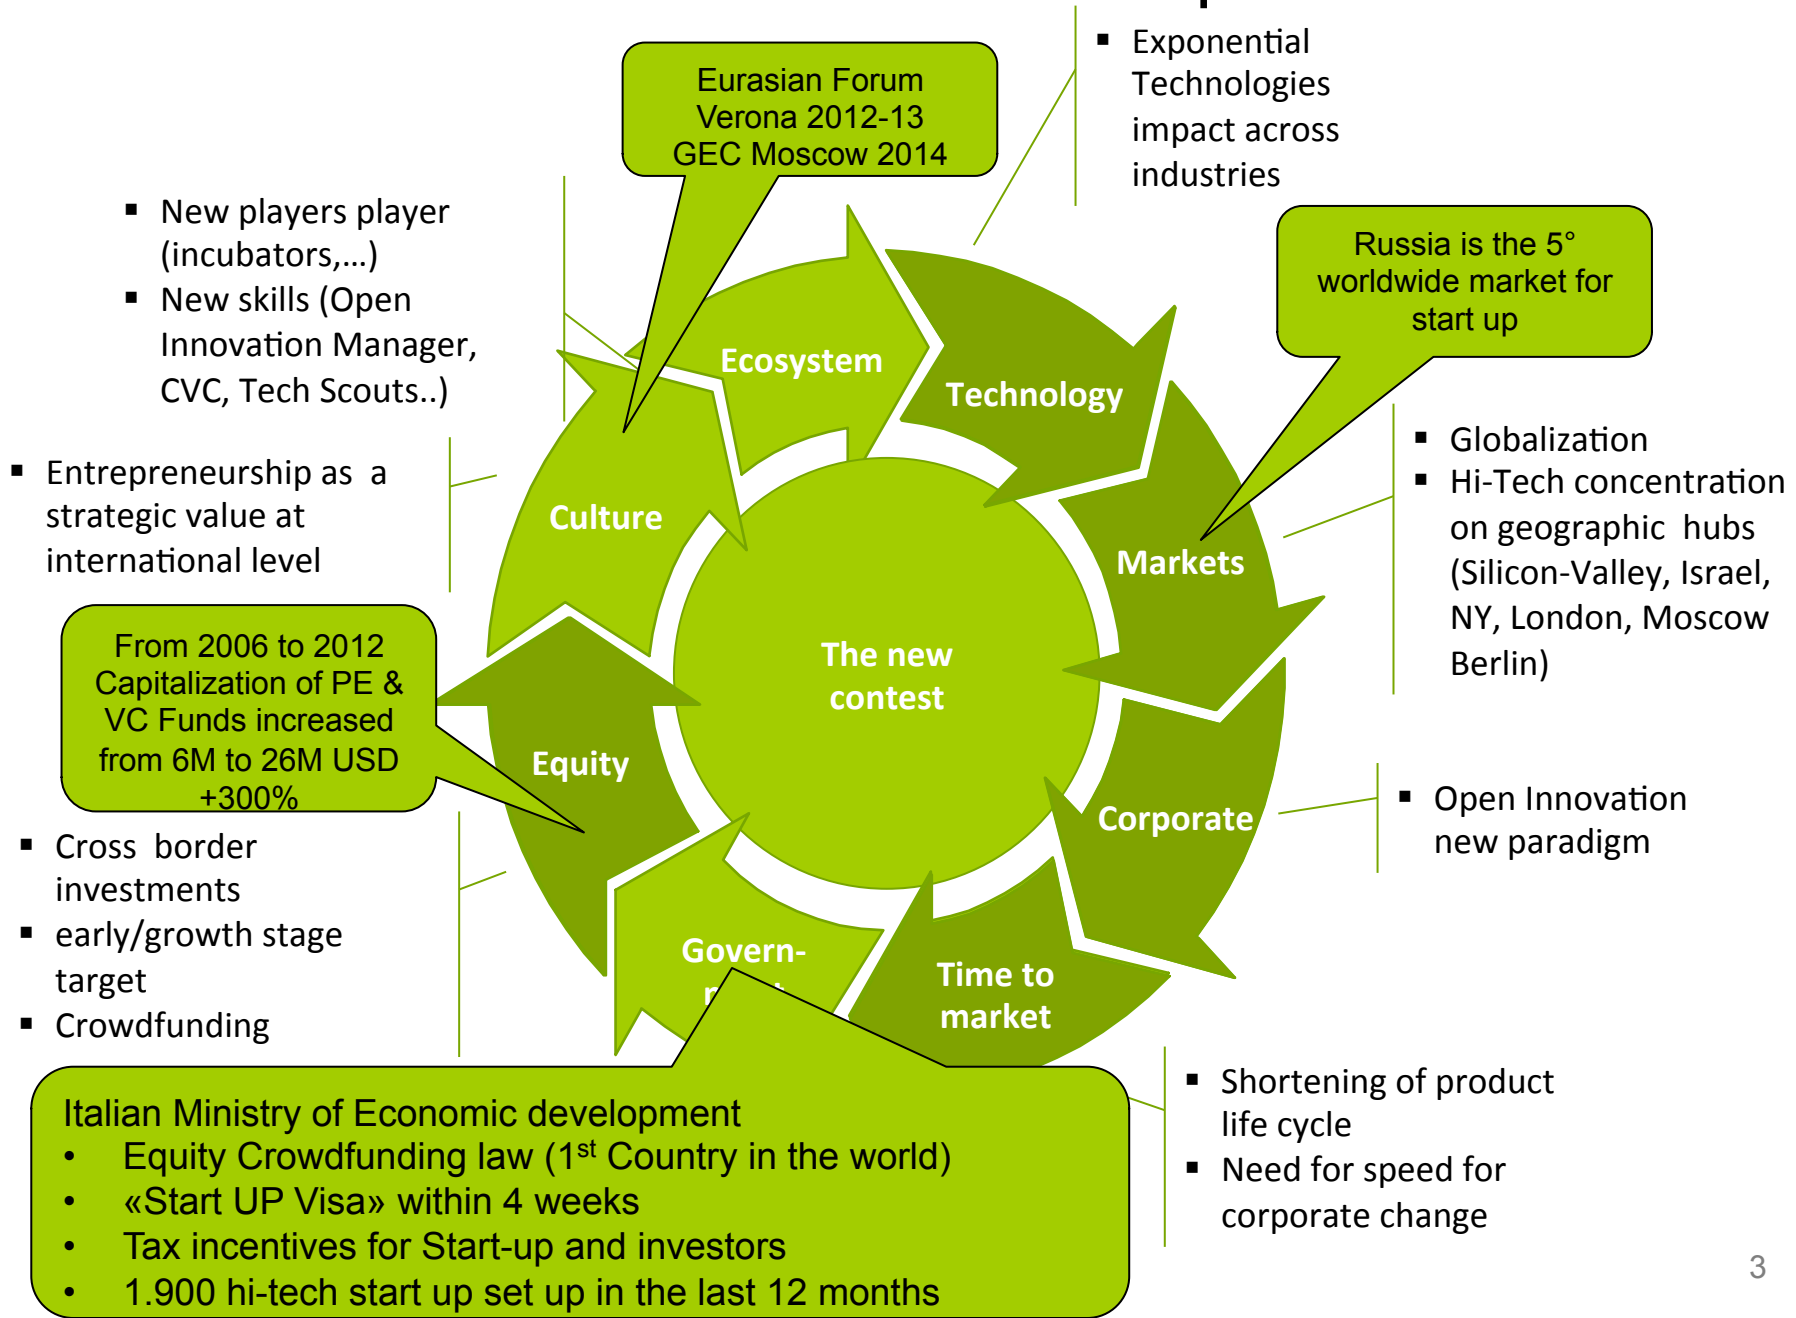 Exponential
Technologies
impact across
industries
Eurasian Forum
Verona 2012-13
GEC Moscow 2014
New players player
(incubators,…)
New skills (Open
Innovation Manager,
CVC, Tech Scouts..)
Russia is the 5°
worldwide market for
start up
Ecosystem
Technology
Globalization
Hi-Tech concentration
on geographic hubs
(Silicon-Valley, Israel,
NY, London, Moscow
Berlin)
Entrepreneurship as a
strategic value at
international level
Culture
Markets
From 2006 to 2012
Capitalization of PE &
VC Funds increased
from 6M to 26M USD
+300%
The new
contest
Equity
Corporate
Open Innovation
new paradigm
Cross border
investments
early/growth stage
target
Crowdfunding
Govern-
Time to
market
Shortening of product
life cycle
Need for speed for
corporate change
Italian Ministry of Economic development
• Equity Crowdfunding law (1st Country in the world)
• «Start UP Visa» within 4 weeks
• Tax incentives for Start-up and investors
• 1.900 hi-tech start up set up in the last 12 months
3